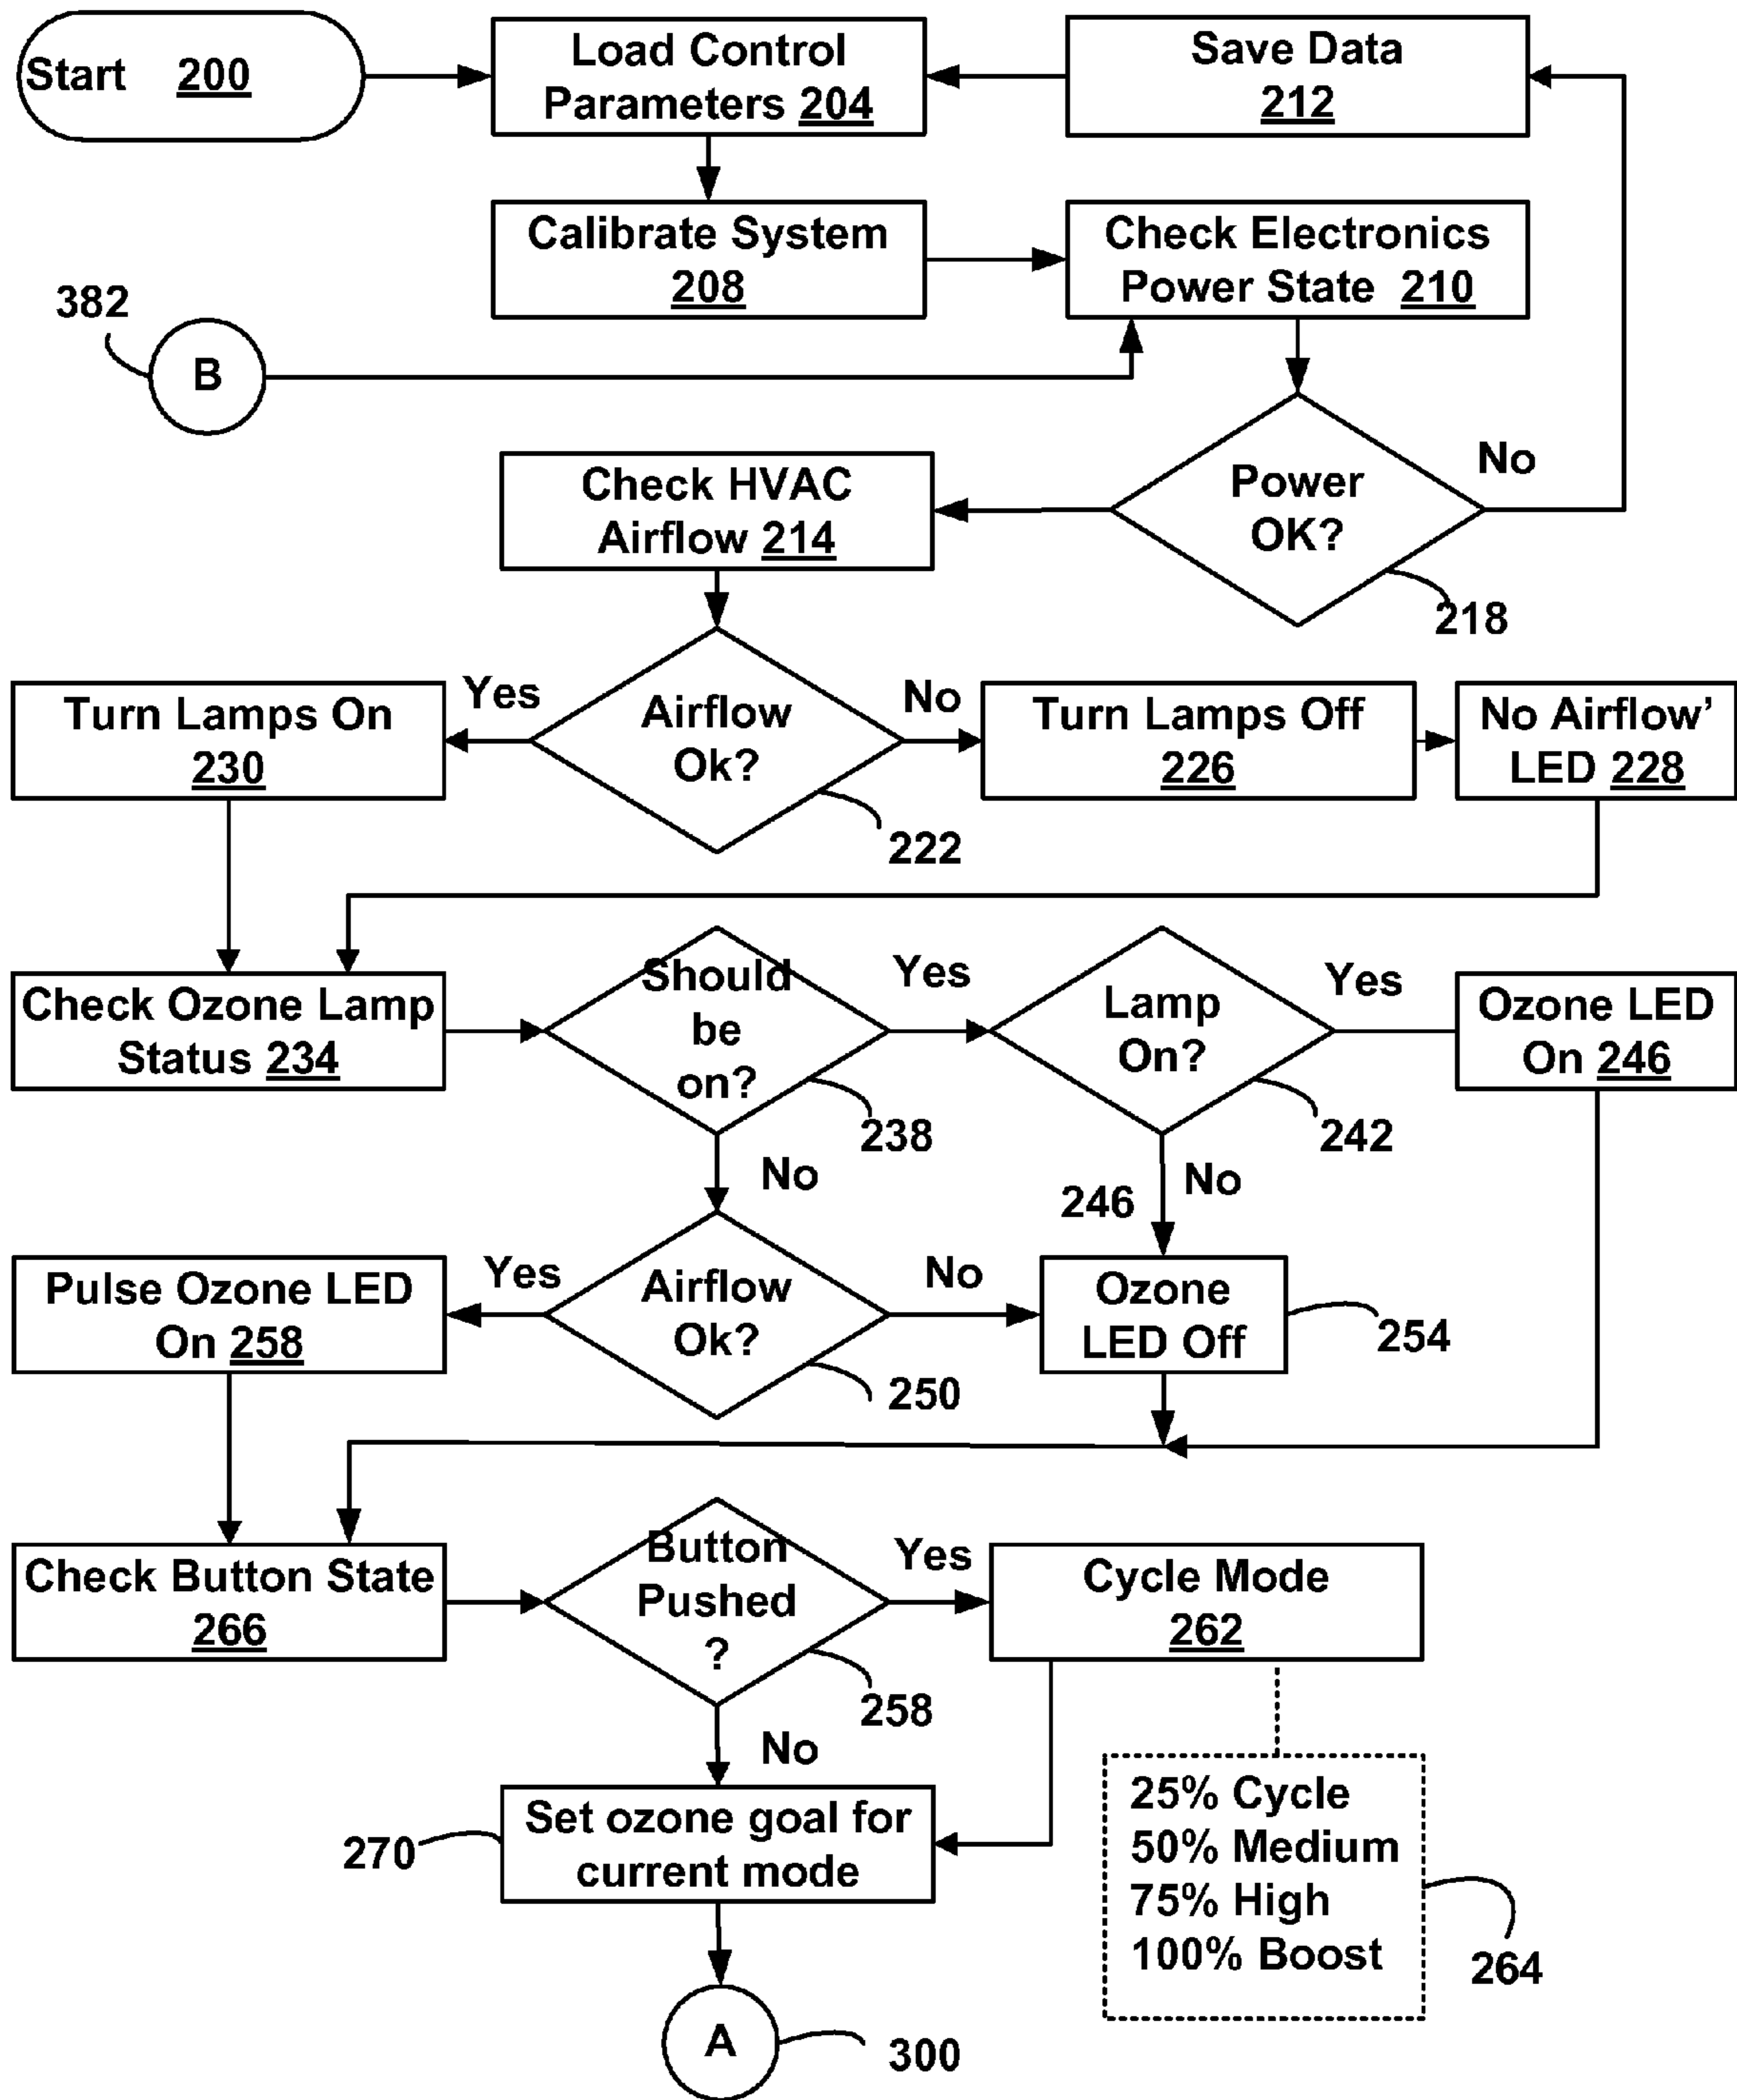 Start 200
Load Control
Parameters 204
Save Data
212
Calibrate System
208
Check Electronics
Power State 210
382
B
Check HVAC
Airflow 214
Power
OK?
No
218
Turn Lamps On
230
Yes
Airflow
Ok?
No
222
Turn Lamps Off
226
No Airflow'
LED 228
Check Ozone Lamp
Status 234
Should
be
on?
Yes
238
No
Lamp
On?
Yes
242
Ozone LED
On 246
246
No
Pulse Ozone LED
On 258
Yes
Airflow
Ok?
No
250
Ozone
LED Off
254
Check Button State
266
Button
Pushed
?
Yes
258
No
Cycle Mode
262
270
Set ozone goal for
current mode
25% Cycle
50% Medium
75% High
100% Boost
264
A
300